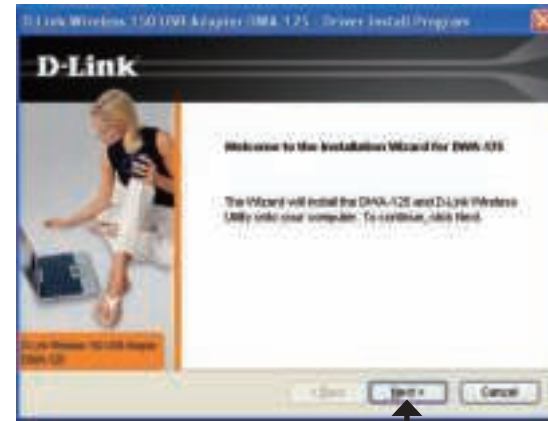 D-Link Wireless 150 USB Adapter DWA-125 - Driver Install Program
D-Link
Welcome to the Installation Wizard for DWA-125
The Wizard will install the DWA-125 and D-Link Wireless
Utility onto your computer. To continue, click Next.
D-Link Wireless 150 USB Adapter
DWA-125
< Back
Next >
Cancel